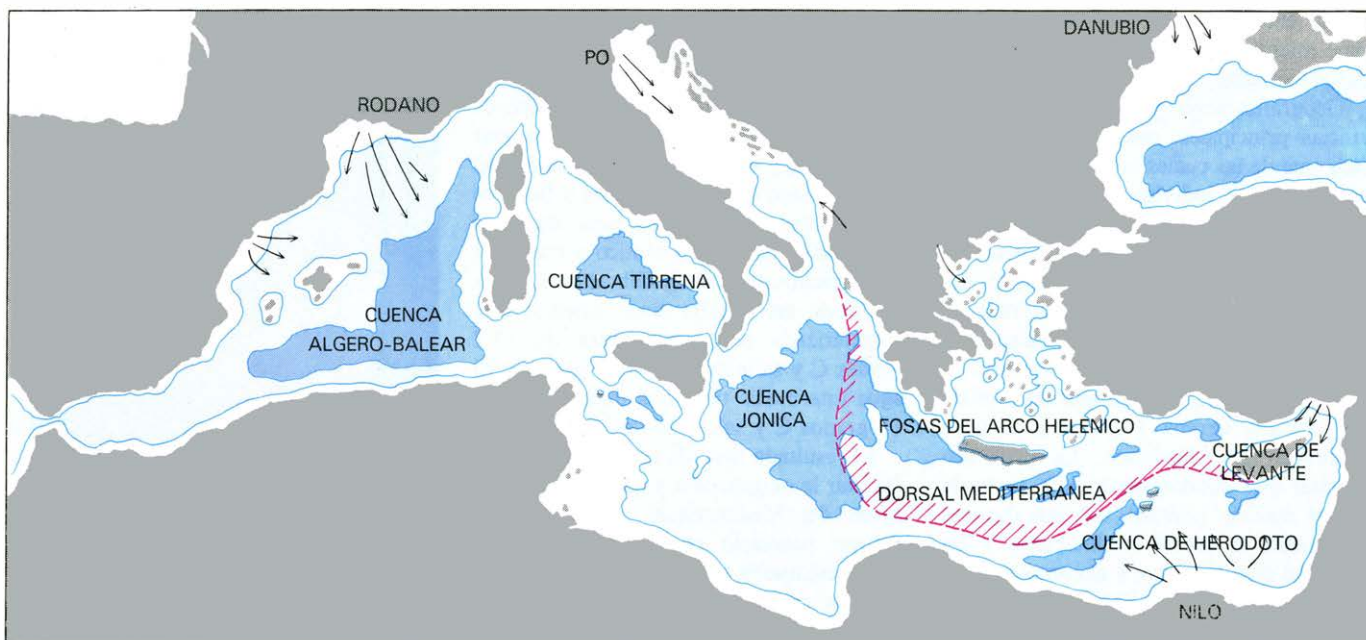 DANUBIO
PO
RODANO
CUENCA TIRRENA
CUENCA
ALGERO-BALEAR
CUENCA
JONICA
FOSAS DEL ARCO HELENICO
CUENCA DE
LEVANTE
DORSAL MEDITERRANEA
CUENCA DE HERODOTO
NILO